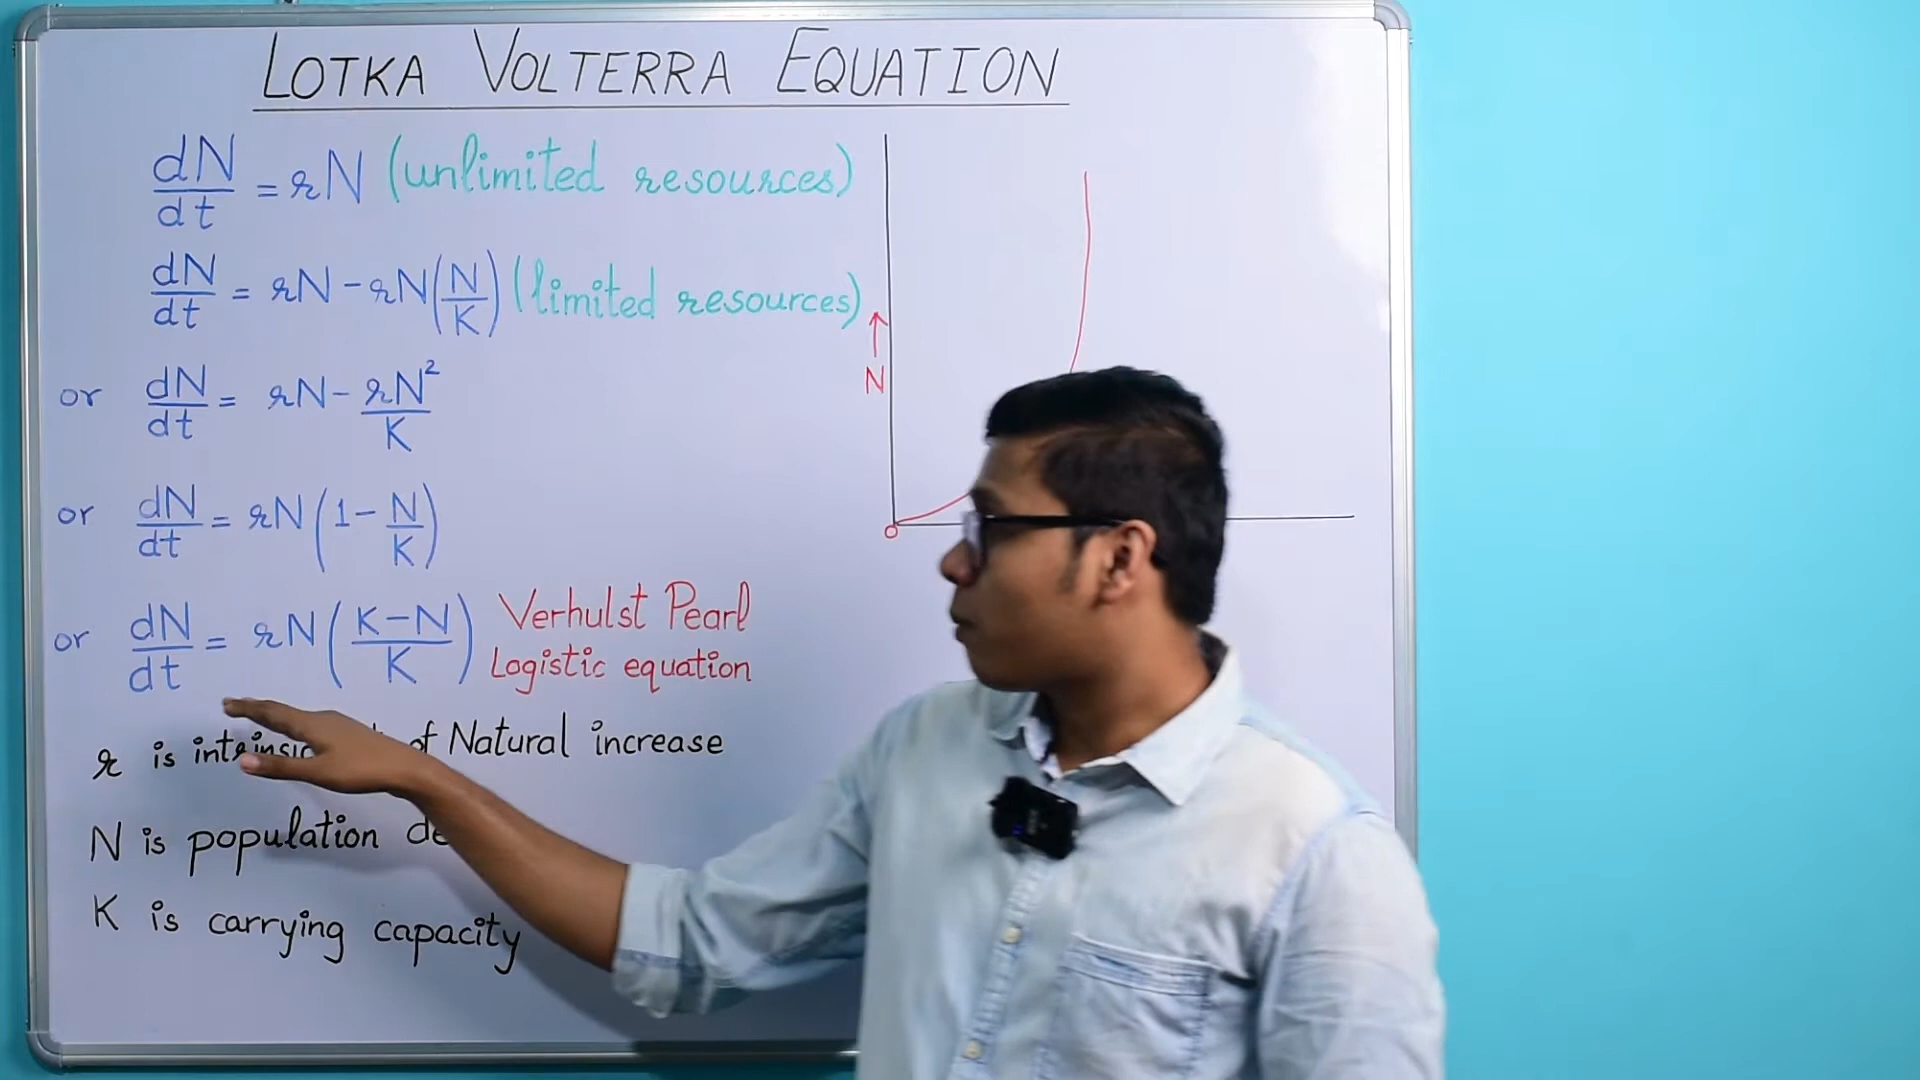 LOTKA VOLTERRA EQUATION
dN/dt = rN (unlimited resources)
dN/dt = rN - rN(N/K) (limited resources)
or dN/dt = rN - rN²/K
or dN/dt = rN(1 - N/K)
or dN/dt = rN(K-N/K) Verhulst Pearl
Logistic equation
r is of Natural increase
N is population
K is carrying capacity
↑
N
0